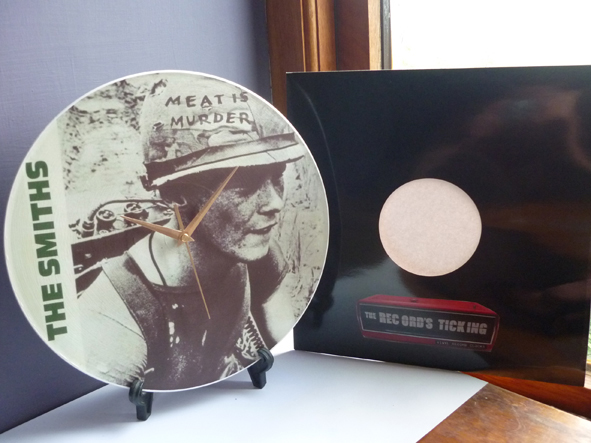 THE SMITHS
MEAT IS
MURDER
THE RECORD'S TICKING